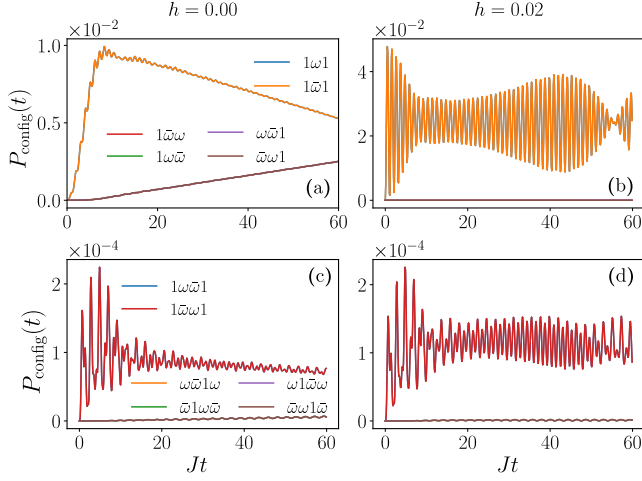 h = 0.00
h = 0.02
×10⁻²
×10⁻²
P_config(t)
1.0
0.5
0.0
1ω1
1ω̄1
1ω̄ω
1ωω̄
ωω̄1
ω̄ω1
(a)
0 20 40 60
4
2
0
(b)
0 20 40 60
×10⁻⁴
×10⁻⁴
P_config(t)
2
1
0
1ωω̄1
1ω̄ω1
ωω̄1ω
ω̄1ωω̄
ω1ω̄ω
ω̄ω1ω̄
(c)
0 20 40 60
Jt
2
1
0
(d)
0 20 40 60
Jt